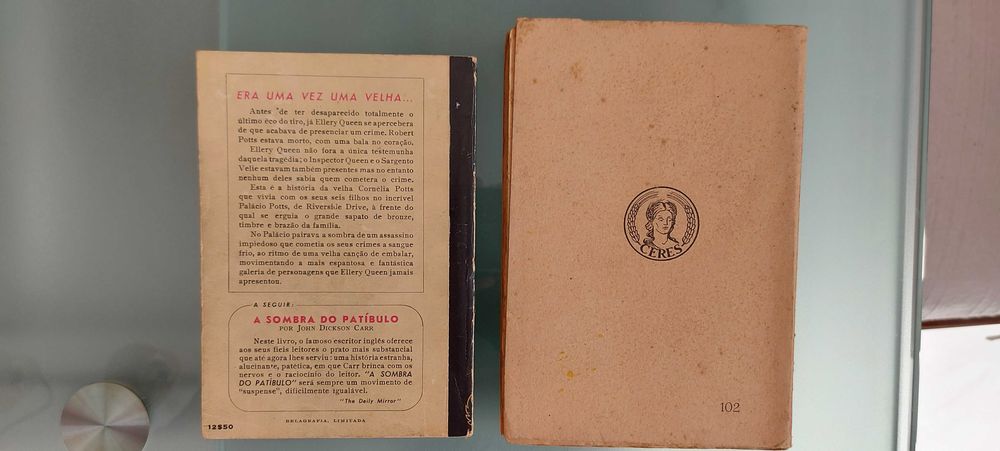 ERA UMA VEZ UMA VELHA...
Antes de ter desaparecido totalmente o
último éco do tiro, já Ellery Queen se apercebera
de que acabava de presenciar um crime. Robert
Potts estava morto, com uma bala no coração.
Ellery Queen não fora a única testemunha
daquela tragédia; o Inspector Queen e o Sargento
Velie estavam também presentes mas no entanto
nenhum deles sabia quem cometera o crime.
Esta é a história da velha Cornélia Potts
que vivia com os seus seis filhos no incrível
Palácio Potts, de Riverside Drive, à frente do
qual se erguia o grande sapato de bronze,
timbre e brazão da família.
No Palácio pairava a sombra de um assassino
impiedoso que cometia os seus crimes a sangue
frio, ao ritmo de uma velha canção de embalar,
movimentando a mais espantosa e fantástica
galeria de personagens que Ellery Queen jamais
apresentou.
A SEGUIR:
A SOMBRA DO PATÍBULO
POR JOHN DICKSON CARR
Neste livro, o famoso escritor inglês oferece
aos seus fieis leitores o prato mais substancial
que até agora lhes serviu: uma história estranha,
alucinante, patética, em que Carr brinca com os
nervos e o raciocínio do leitor. "A SOMBRA
DO PATÍBULO" será sempre um movimento de
"suspense", dificilmente igualável.
"The Daily Mirror"
BELAGRAFIA, LIMITADA
12$50
CERES
102